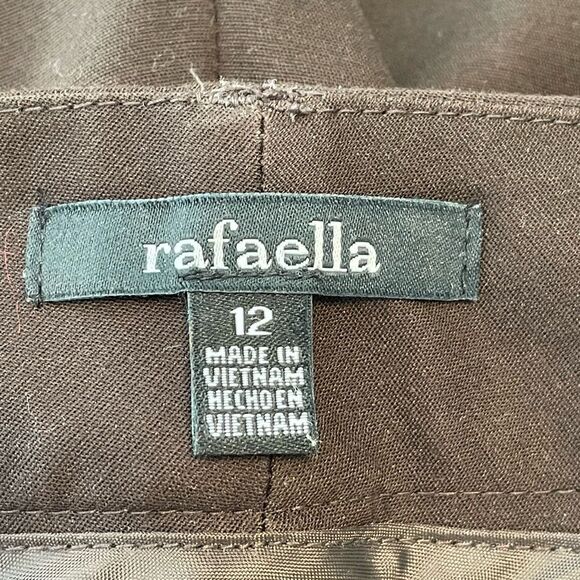 rafaella
12
MADE IN
VIETNAM
HECHO EN
VIETNAM